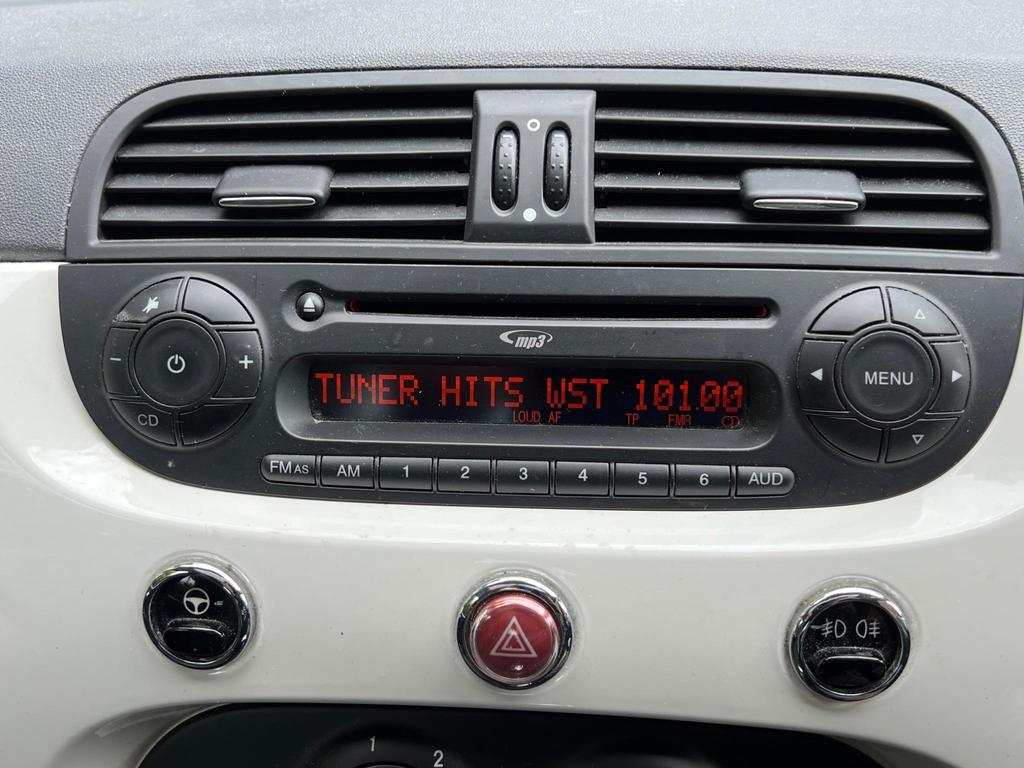 mp3
TUNER HITS WST 101.00
LOUD AF TP FMR CD
− + CD
MENU
FM AS AM 1 2 3 4 5 6 AUD
1 2